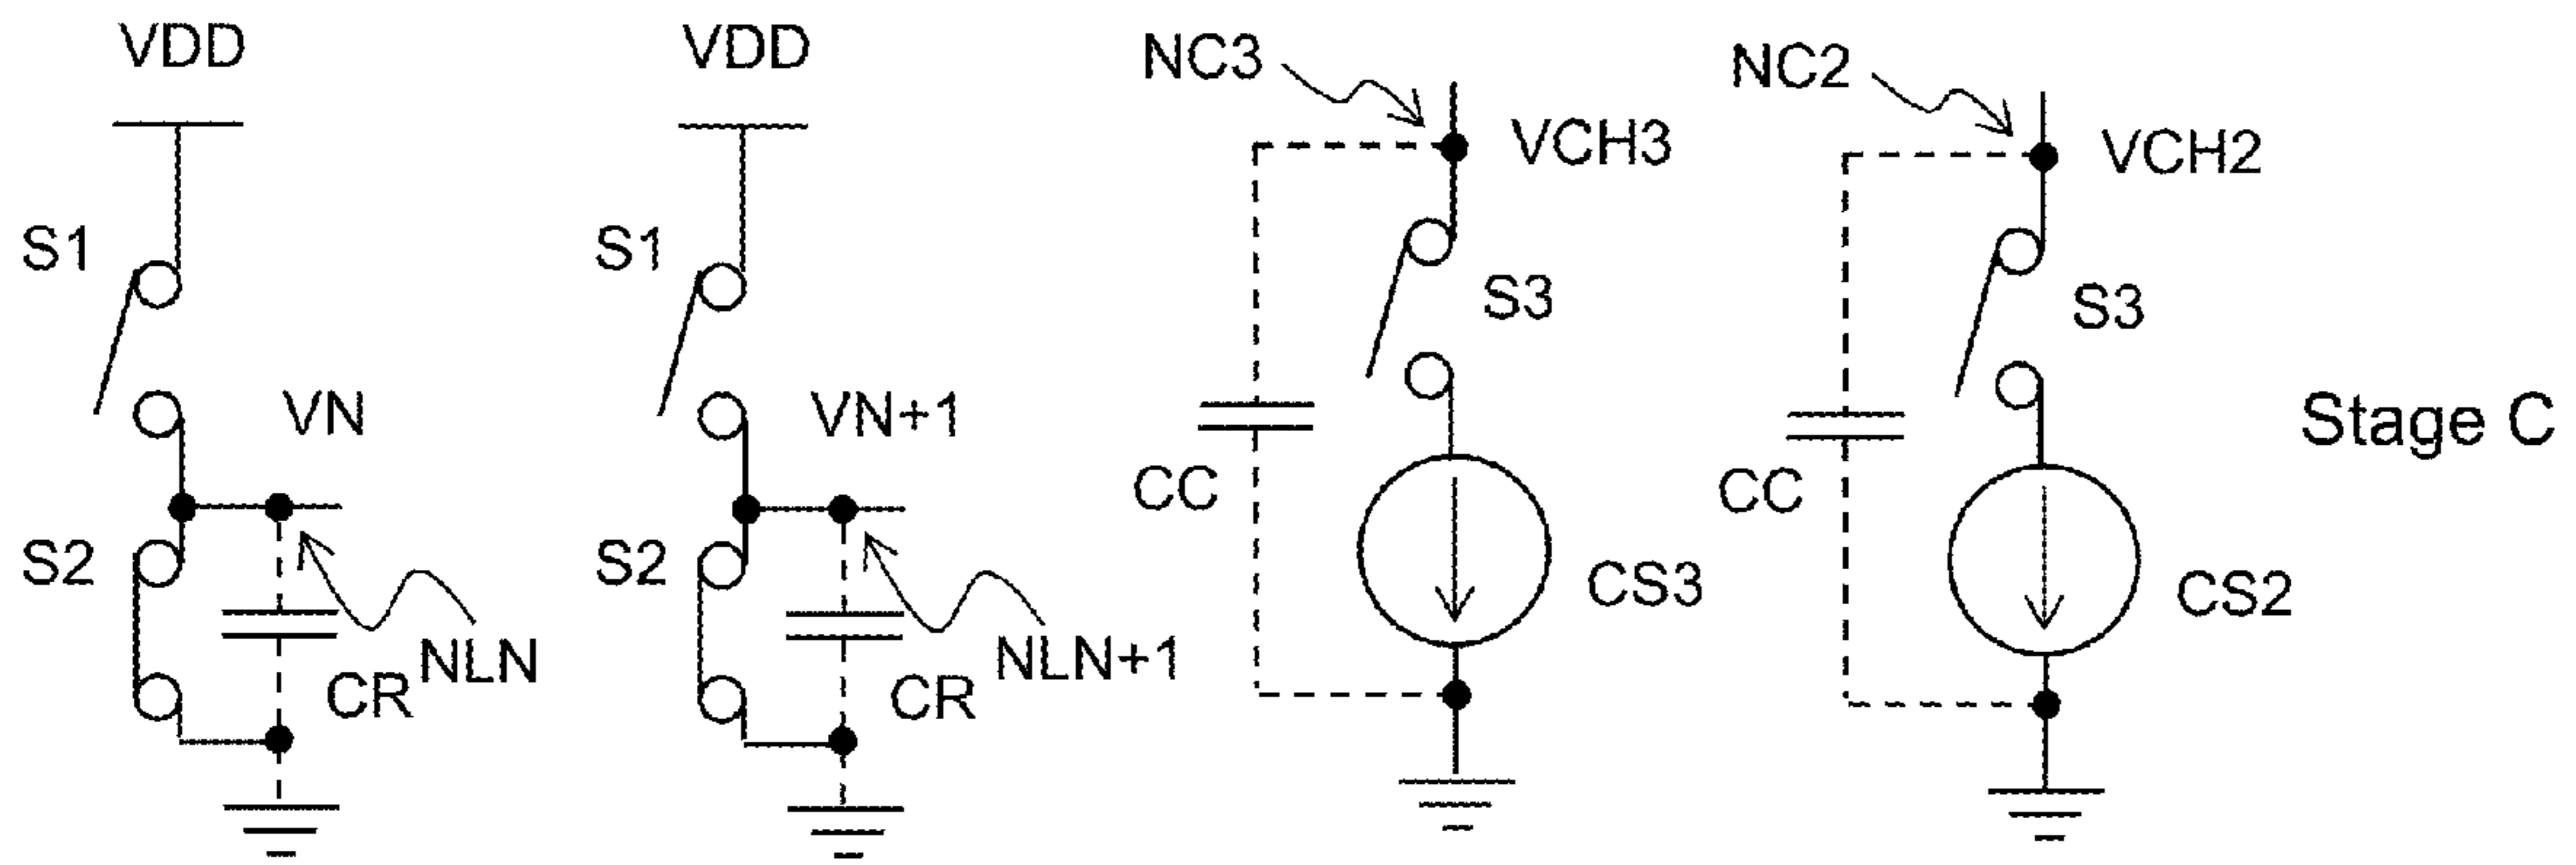 VDD
VDD
NC3
NC2
VCH3
VCH2
S1
S1
S3
S3
VN
VN+1
Stage C
CC
CC
S2
S2
CS3
CS2
NLN
NLN+1
CR
CR